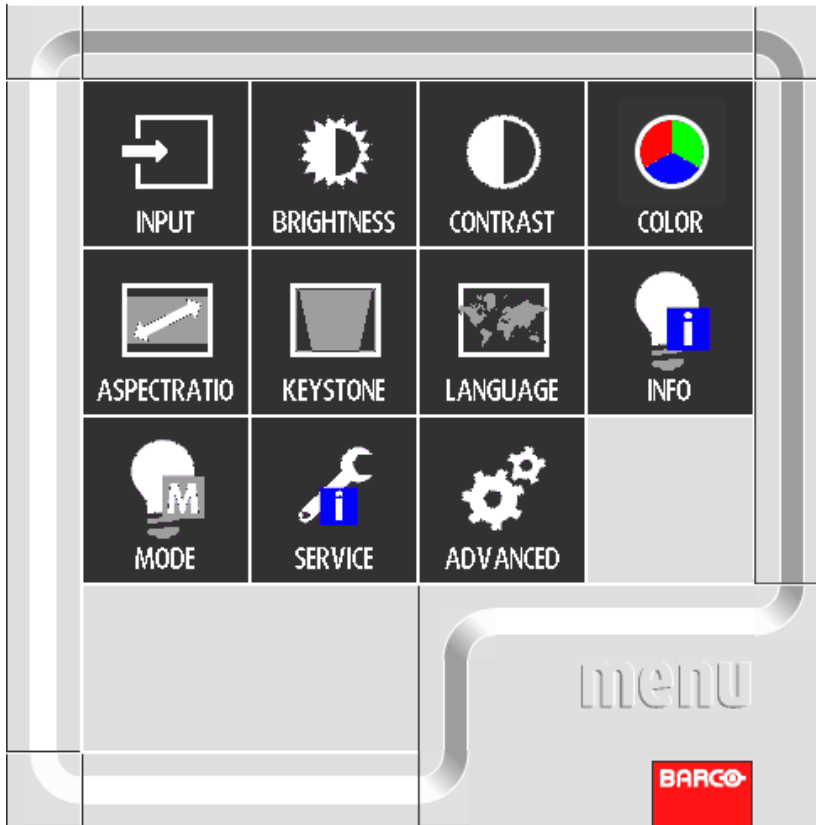 INPUT
BRIGHTNESS
CONTRAST
COLOR
ASPECTRATIO
KEYSTONE
LANGUAGE
i
INFO
M
MODE
i
SERVICE
ADVANCED
menu
BARCO